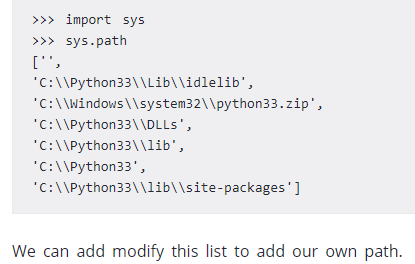 >>> import sys
>>> sys.path
['',
'C:\\Python33\\Lib\\idlelib',
'C:\\Windows\\system32\\python33.zip',
'C:\\Python33\\DLLs',
'C:\\Python33\\lib',
'C:\\Python33',
'C:\\Python33\\lib\\site-packages']
We can add modify this list to add our own path.